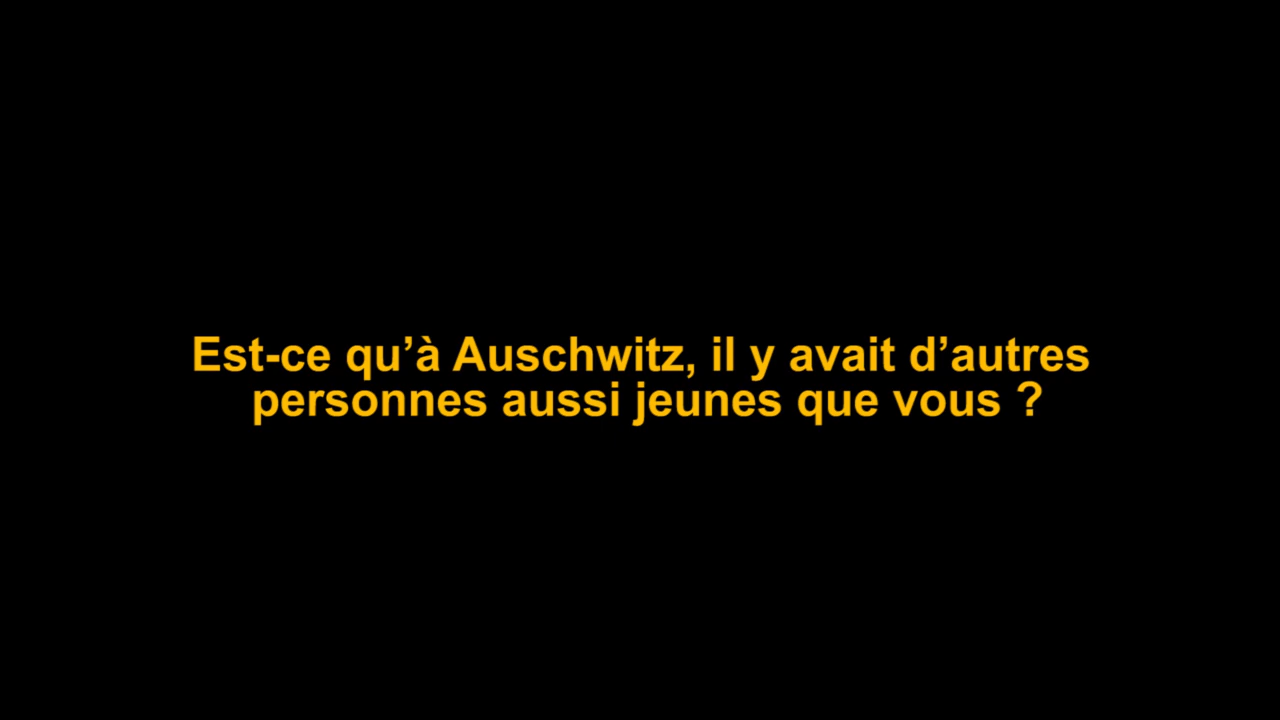 Est-ce qu’à Auschwitz, il y avait d’autres
personnes aussi jeunes que vous ?